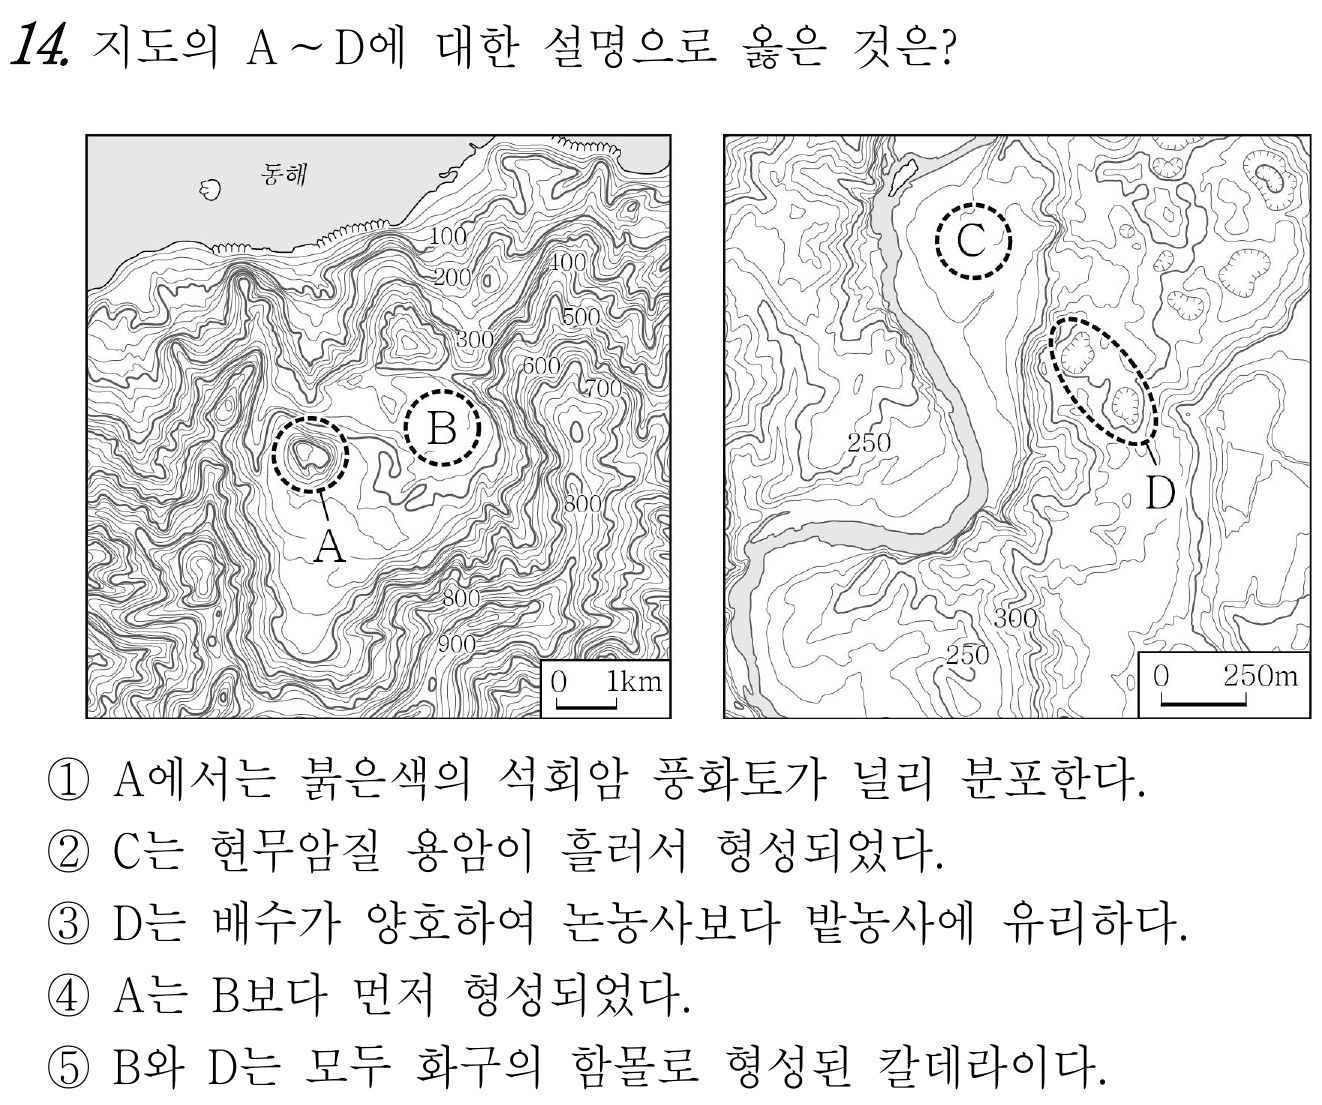 14. 지도의 A～D에 대한 설명으로 옳은 것은?
동해
100
200
400
500
300
600
700
B
A
800
800
900
0 1km
C
250
D
300
250
0 250m
① A에서는 붉은색의 석회암 풍화토가 널리 분포한다.
② C는 현무암질 용암이 흘러서 형성되었다.
③ D는 배수가 양호하여 논농사보다 밭농사에 유리하다.
④ A는 B보다 먼저 형성되었다.
⑤ B와 D는 모두 화구의 함몰로 형성된 칼데라이다.